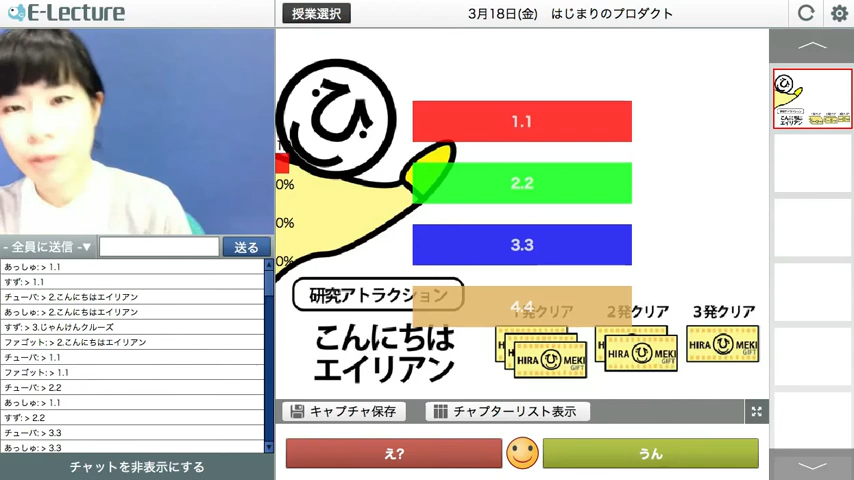 E-Lecture
授業選択
3月18日(金) はじまりのプロダクト
ひ
1.1
2.2
3.3
4.4
0%
0%
0%
研究アトラクション
こんにちは
エイリアン
1発クリア
2発クリア
3発クリア
HIRA ひ MEKI
GIFT
HIRA ひ MEKI
GIFT
HIRA ひ MEKI
GIFT
- 全員に送信 -▼
送る
あっしゅ: > 1.1
すず: > 1.1
チューバ: > 2.こんにちはエイリアン
あっしゅ: > 2.こんにちはエイリアン
すず: > 3.じゃんけんクルーズ
ファゴット: > 2.こんにちはエイリアン
チューバ: > 1.1
ファゴット: > 1.1
チューバ: > 2.2
あっしゅ: > 1.1
すず: > 2.2
チューバ: > 3.3
あっしゅ: > 3.3
チャットを非表示にする
キャプチャ保存
チャプターリスト表示
え?
うん